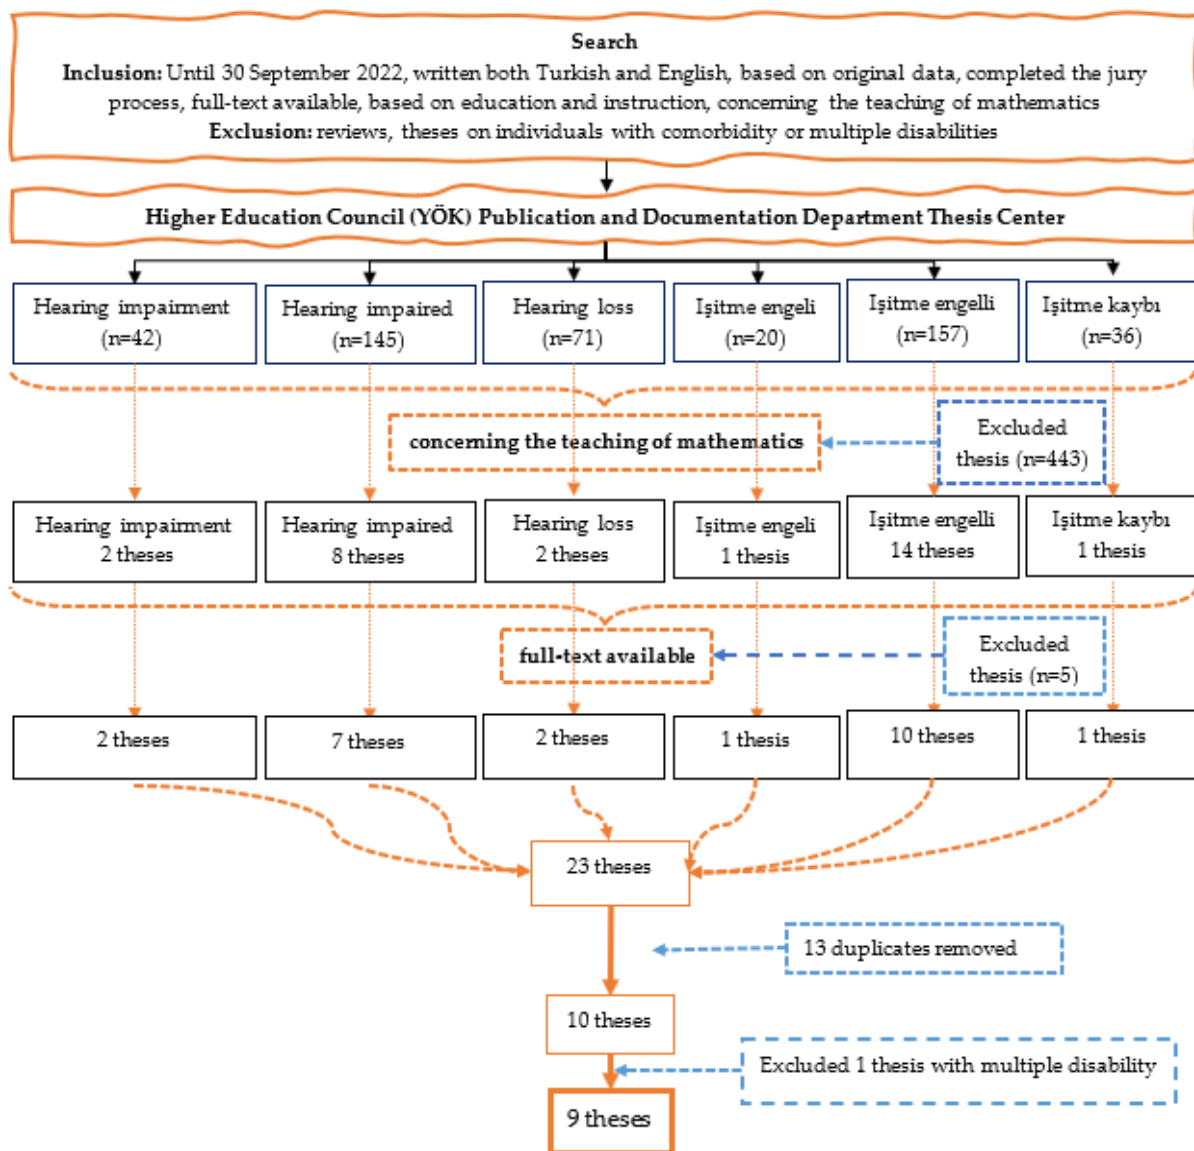 Search
Inclusion: Until 30 September 2022, written both Turkish and English, based on original data, completed the jury
process, full-text available, based on education and instruction, concerning the teaching of mathematics
Exclusion: reviews, theses on individuals with comorbidity or multiple disabilities
Higher Education Council (YÖK) Publication and Documentation Department Thesis Center
Hearing impairment
(n=42)
Hearing impaired
(n=145)
Hearing loss
(n=71)
Işitme engeli
(n=20)
Işitme engelli
(n=157)
Işitme kaybı
(n=36)
concerning the teaching of mathematics
Excluded
thesis (n=443)
Hearing impairment
2 theses
Hearing impaired
8 theses
Hearing loss
2 theses
Işitme engeli
1 thesis
Işitme engelli
14 theses
Işitme kaybı
1 thesis
full-text available
Excluded
thesis (n=5)
2 theses
7 theses
2 theses
1 thesis
10 theses
1 thesis
23 theses
13 duplicates removed
10 theses
Excluded 1 thesis with multiple disability
9 theses